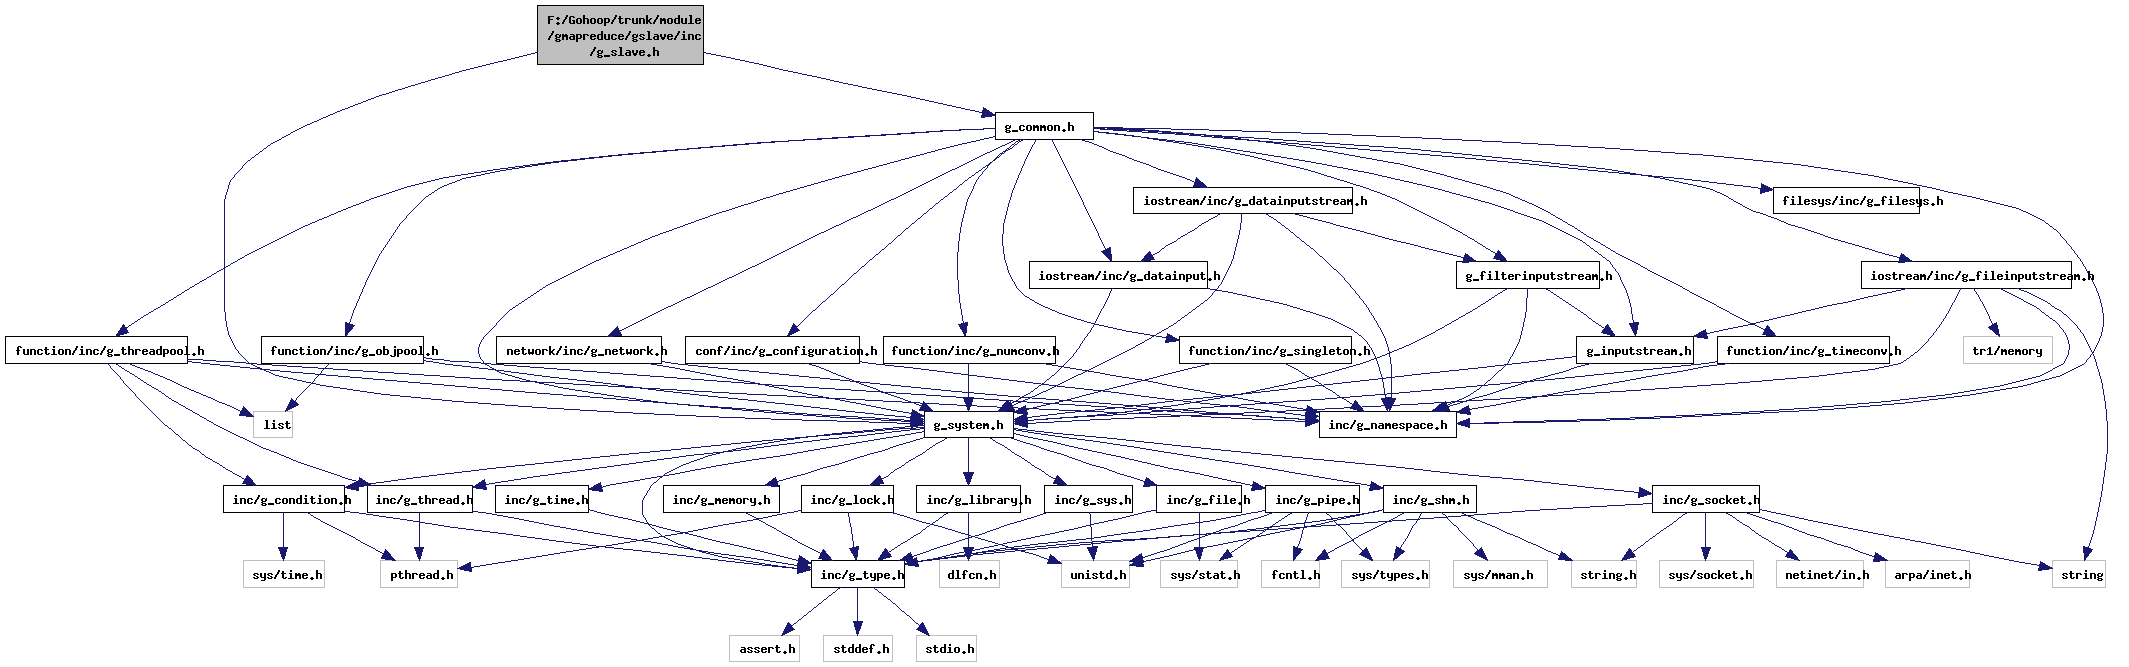 F:/Gohoop/trunk/module
/gmapreduce/gslave/inc
/g_slave.h
g_common.h
iostream/inc/g_datainputstream.h
filesys/inc/g_filesys.h
iostream/inc/g_datainput.h
g_filterinputstream.h
iostream/inc/g_fileinputstream.h
function/inc/g_threadpool.h
function/inc/g_objpool.h
network/inc/g_network.h
conf/inc/g_configuration.h
function/inc/g_numconv.h
function/inc/g_singleton.h
g_inputstream.h
function/inc/g_timeconv.h
tr1/memory
list
g_system.h
inc/g_namespace.h
inc/g_condition.h
inc/g_thread.h
inc/g_time.h
inc/g_memory.h
inc/g_lock.h
inc/g_library.h
inc/g_sys.h
inc/g_file.h
inc/g_pipe.h
inc/g_shm.h
inc/g_socket.h
sys/time.h
pthread.h
inc/g_type.h
dlfcn.h
unistd.h
sys/stat.h
fcntl.h
sys/types.h
sys/mman.h
string.h
sys/socket.h
netinet/in.h
arpa/inet.h
string
assert.h
stddef.h
stdio.h